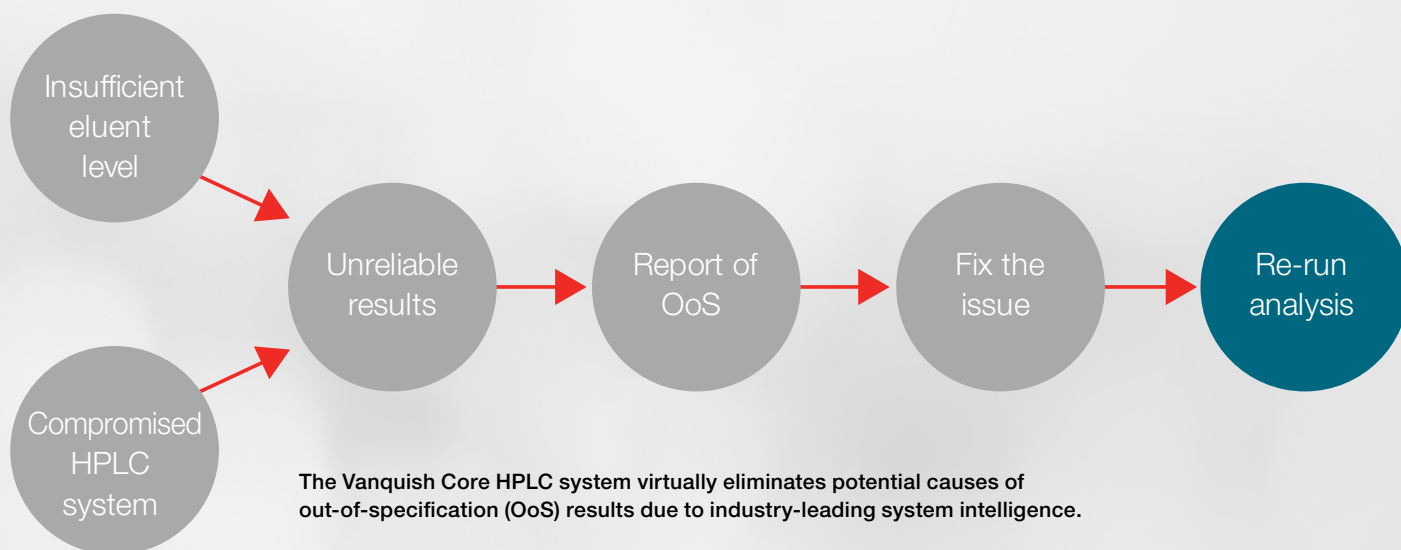 Insufficient
eluent
level
Compromised
HPLC
system
Unreliable
results
Report of
OoS
Fix the
issue
Re-run
analysis
The Vanquish Core HPLC system virtually eliminates potential causes of
out-of-specification (OoS) results due to industry-leading system intelligence.